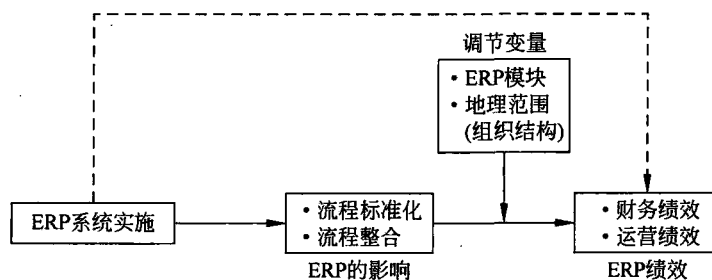 调节变量
·ERP模块
·地理范围
(组织结构)
ERP系统实施
·流程标准化
·流程整合
ERP的影响
·财务绩效
·运营绩效
ERP绩效